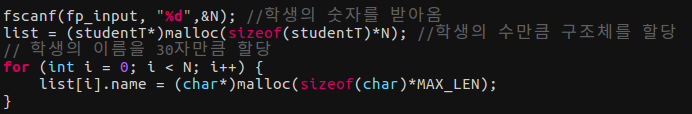 fscanf(fp_input, "%d",&N); //학생의 숫자를 받아옴
list = (studentT*)malloc(sizeof(studentT)*N); //학생의 수만큼 구조체를 할당
// 학생의 이름을 30자만큼 할당
for (int i = 0; i < N; i++) {
    list[i].name = (char*)malloc(sizeof(char)*MAX_LEN);
}